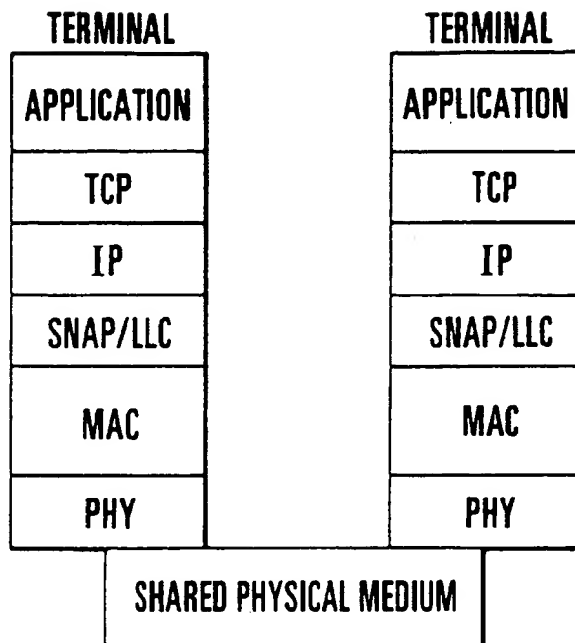 TERMINAL
APPLICATION
TCP
IP
SNAP/LLC
MAC
PHY
TERMINAL
APPLICATION
TCP
IP
SNAP/LLC
MAC
PHY
SHARED PHYSICAL MEDIUM